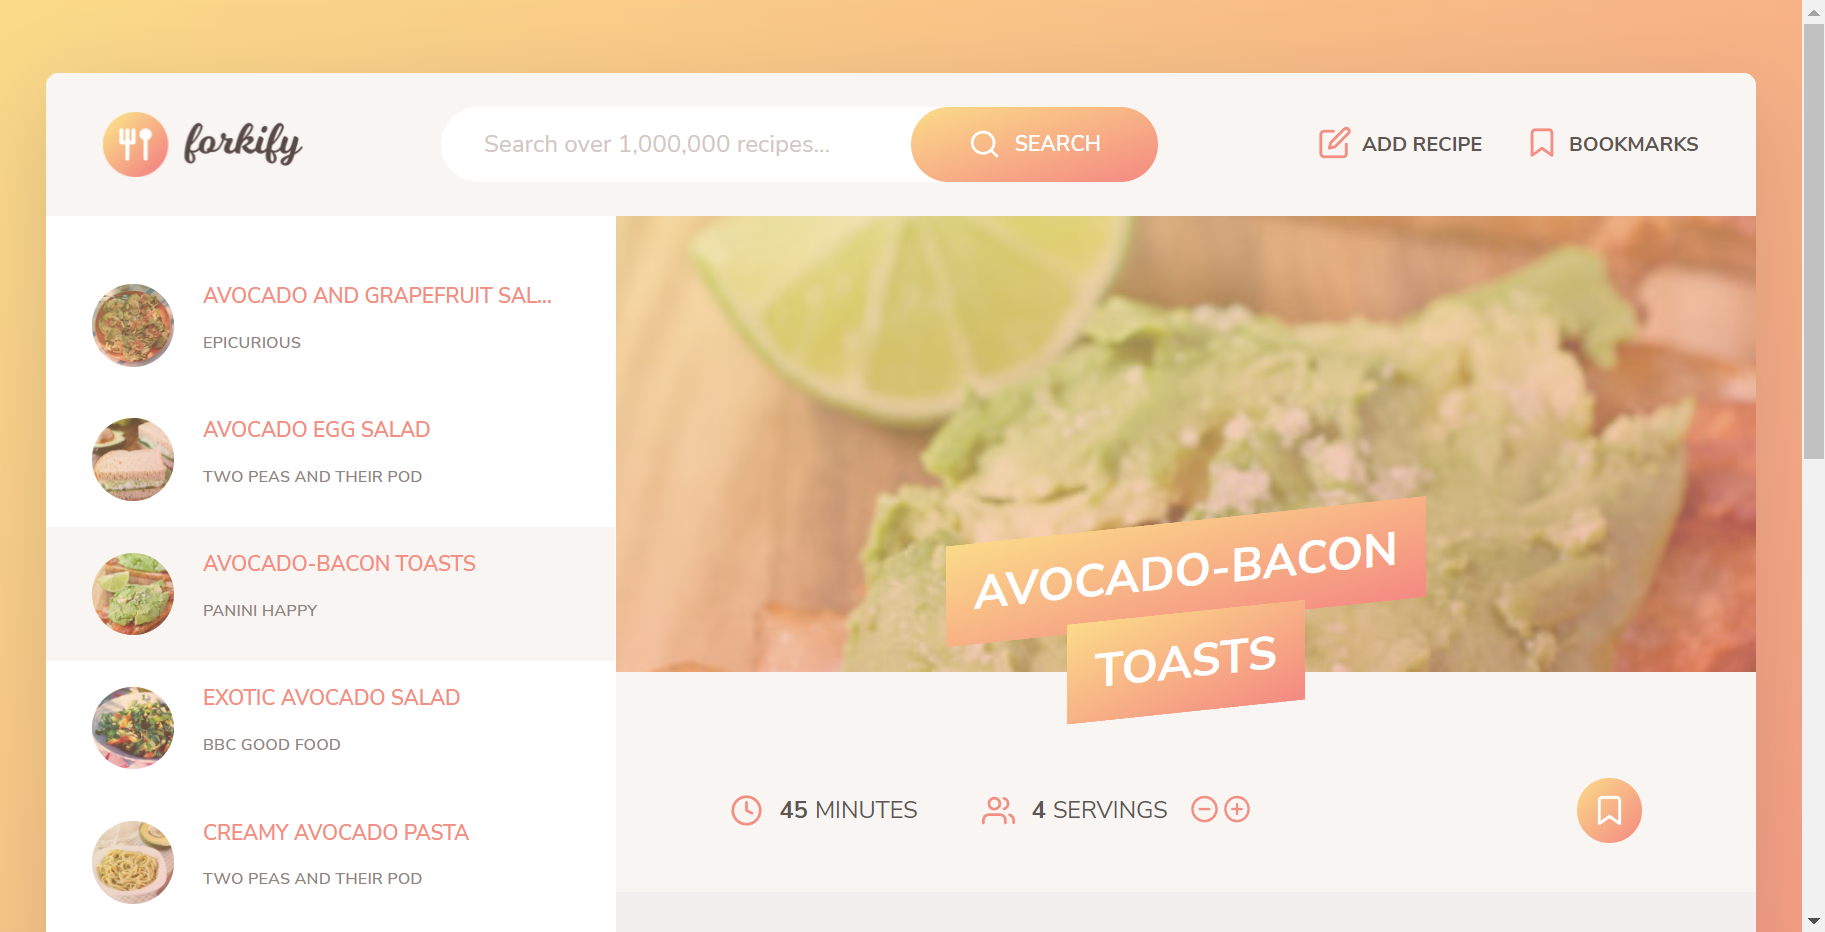 forkify
Search over 1,000,000 recipes...
SEARCH
ADD RECIPE
BOOKMARKS
AVOCADO AND GRAPEFRUIT SAL...
EPICURIOUS
AVOCADO EGG SALAD
TWO PEAS AND THEIR POD
AVOCADO-BACON TOASTS
PANINI HAPPY
EXOTIC AVOCADO SALAD
BBC GOOD FOOD
CREAMY AVOCADO PASTA
TWO PEAS AND THEIR POD
AVOCADO-BACON
TOASTS
45 MINUTES
4 SERVINGS